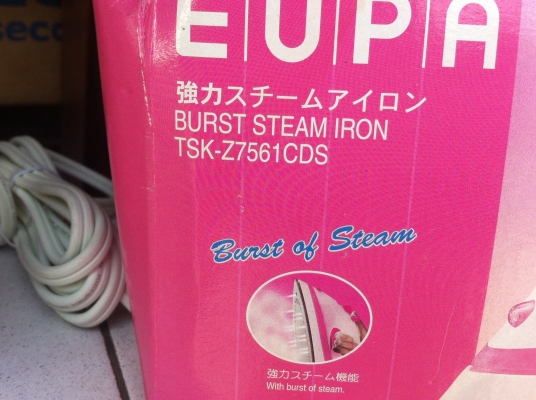 EUPA
強力スチームアイロン
BURST STEAM IRON
TSK-Z7561CDS
Burst of Steam
強力スチーム機能
With burst of steam.